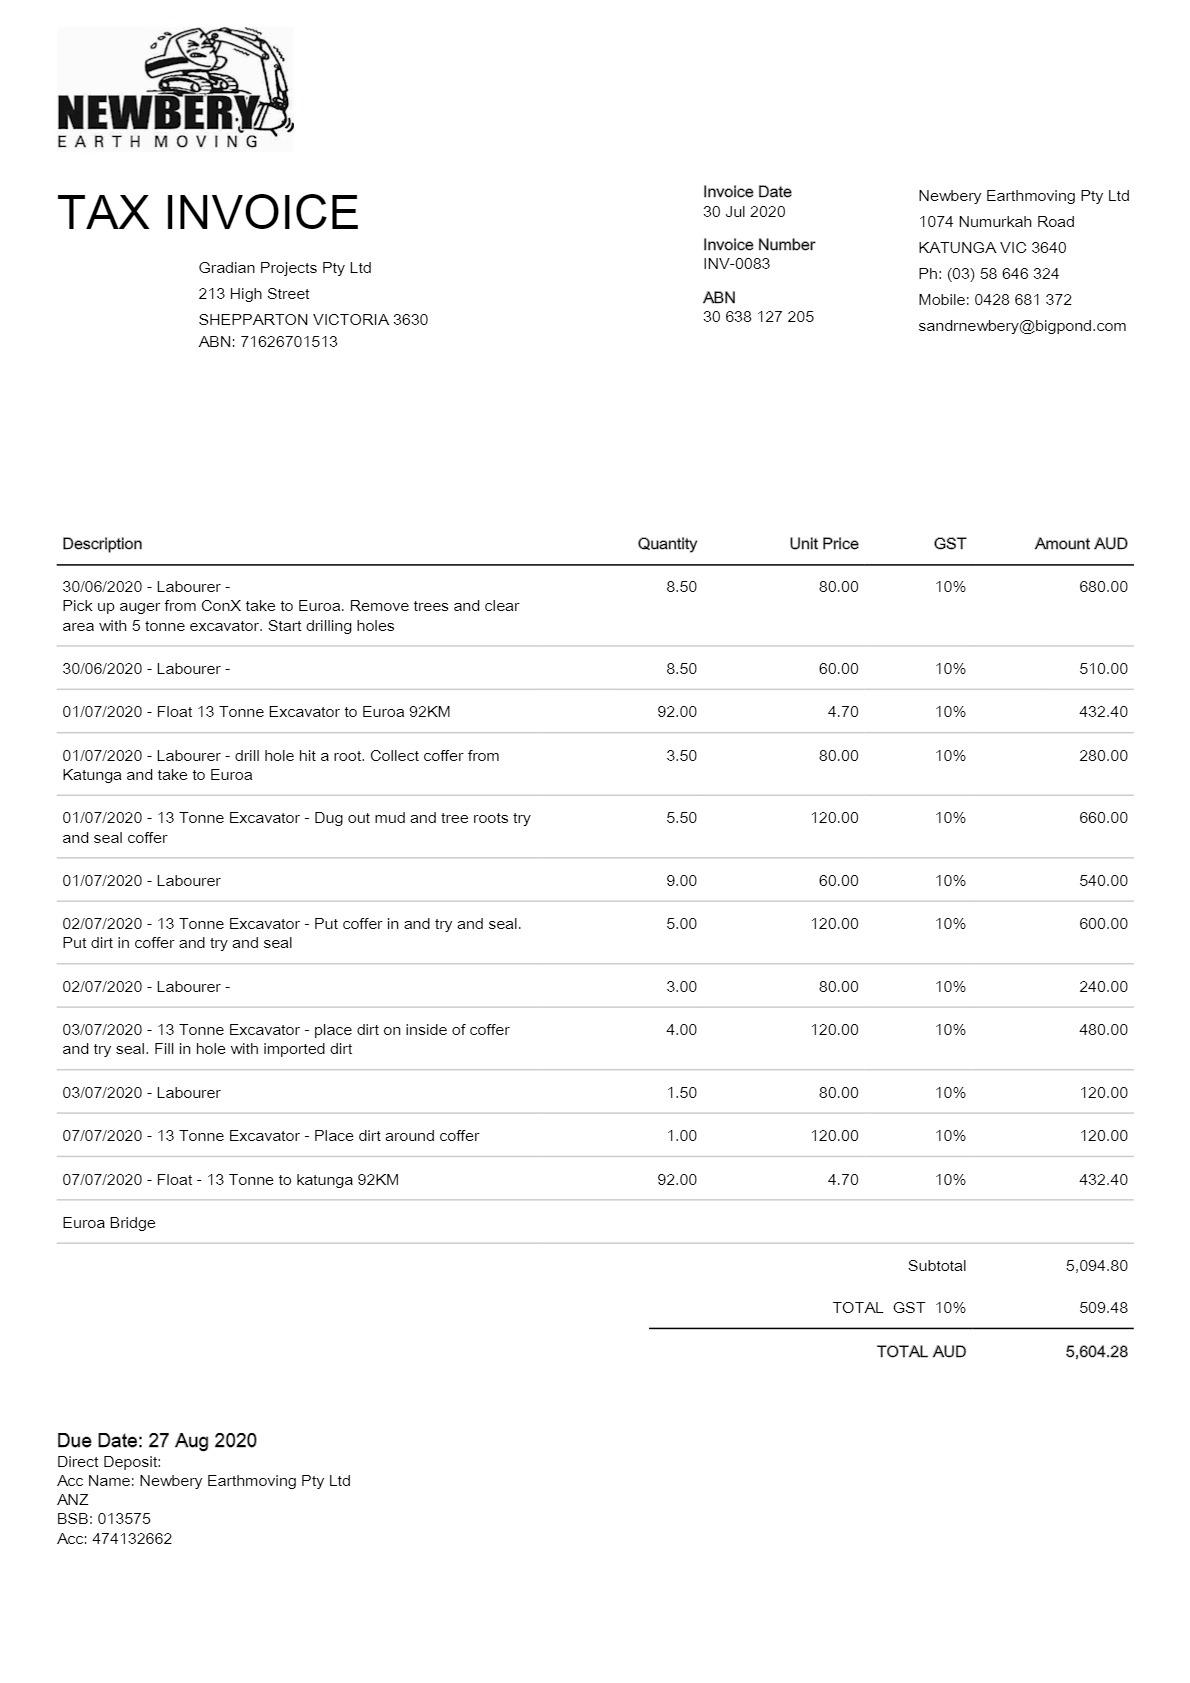 NEWBERY
EARTH MOVING
TAX INVOICE
Gradian Projects Pty Ltd
213 High Street
SHEPPARTON VICTORIA 3630
ABN: 71626701513
Invoice Date
30 Jul 2020
Invoice Number
INV-0083
ABN
30 638 127 205
Newbery Earthmoving Pty Ltd
1074 Numurkah Road
KATUNGA VIC 3640
Ph: (03) 58 646 324
Mobile: 0428 681 372
sandrnewbery@bigpond.com
Description Quantity Unit Price GST Amount AUD
30/06/2020 - Labourer - 8.50 80.00 10% 680.00
Pick up auger from ConX take to Euroa. Remove trees and clear
area with 5 tonne excavator. Start drilling holes
30/06/2020 - Labourer - 8.50 60.00 10% 510.00
01/07/2020 - Float 13 Tonne Excavator to Euroa 92KM 92.00 4.70 10% 432.40
01/07/2020 - Labourer - drill hole hit a root. Collect coffer from 3.50 80.00 10% 280.00
Katunga and take to Euroa
01/07/2020 - 13 Tonne Excavator - Dug out mud and tree roots try 5.50 120.00 10% 660.00
and seal coffer
01/07/2020 - Labourer 9.00 60.00 10% 540.00
02/07/2020 - 13 Tonne Excavator - Put coffer in and try and seal. 5.00 120.00 10% 600.00
Put dirt in coffer and try and seal
02/07/2020 - Labourer - 3.00 80.00 10% 240.00
03/07/2020 - 13 Tonne Excavator - place dirt on inside of coffer 4.00 120.00 10% 480.00
and try seal. Fill in hole with imported dirt
03/07/2020 - Labourer 1.50 80.00 10% 120.00
07/07/2020 - 13 Tonne Excavator - Place dirt around coffer 1.00 120.00 10% 120.00
07/07/2020 - Float - 13 Tonne to katunga 92KM 92.00 4.70 10% 432.40
Euroa Bridge
Subtotal 5,094.80
TOTAL GST 10% 509.48
TOTAL AUD 5,604.28
Due Date: 27 Aug 2020
Direct Deposit:
Acc Name: Newbery Earthmoving Pty Ltd
ANZ
BSB: 013575
Acc: 474132662